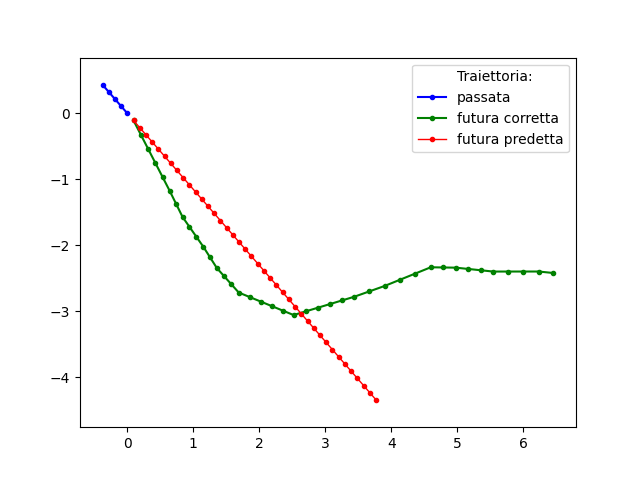 Traiettoria:
passata
futura corretta
futura predetta
0
−1
−2
−3
−4
0 1 2 3 4 5 6